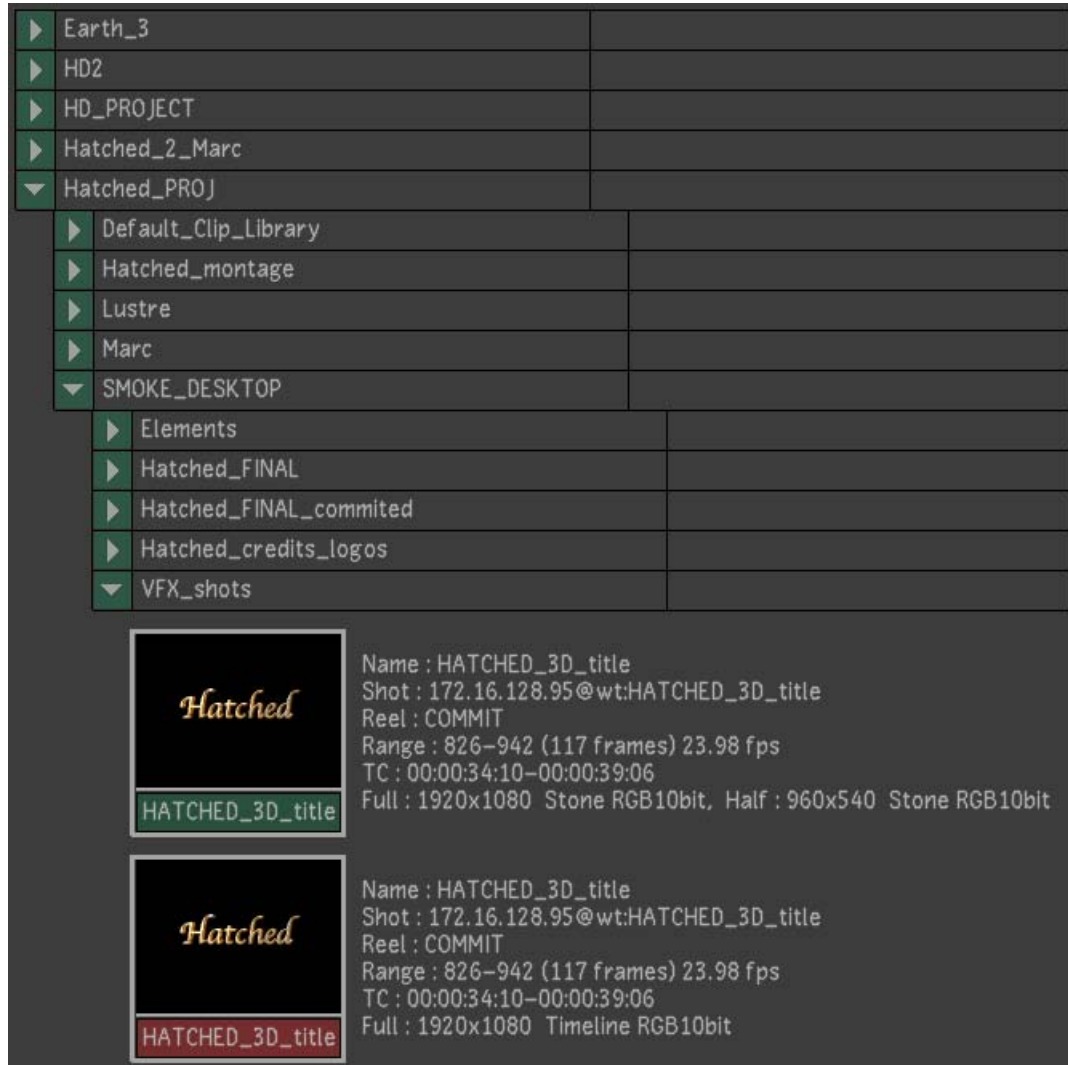 Earth_3
HD2
HD_PROJECT
Hatched_2_Marc
Hatched_PROJ
Default_Clip_Library
Hatched_montage
Lustre
Marc
SMOKE_DESKTOP
Elements
Hatched_FINAL
Hatched_FINAL_commited
Hatched_credits_logos
VFX_shots
Hatched
HATCHED_3D_title
Name : HATCHED_3D_title
Shot : 172.16.128.95@wt:HATCHED_3D_title
Reel : COMMIT
Range : 826–942 (117 frames) 23.98 fps
TC : 00:00:34:10–00:00:39:06
Full : 1920x1080 Stone RGB10bit, Half : 960x540 Stone RGB10bit
Hatched
HATCHED_3D_title
Name : HATCHED_3D_title
Shot : 172.16.128.95@wt:HATCHED_3D_title
Reel : COMMIT
Range : 826–942 (117 frames) 23.98 fps
TC : 00:00:34:10–00:00:39:06
Full : 1920x1080 Timeline RGB10bit